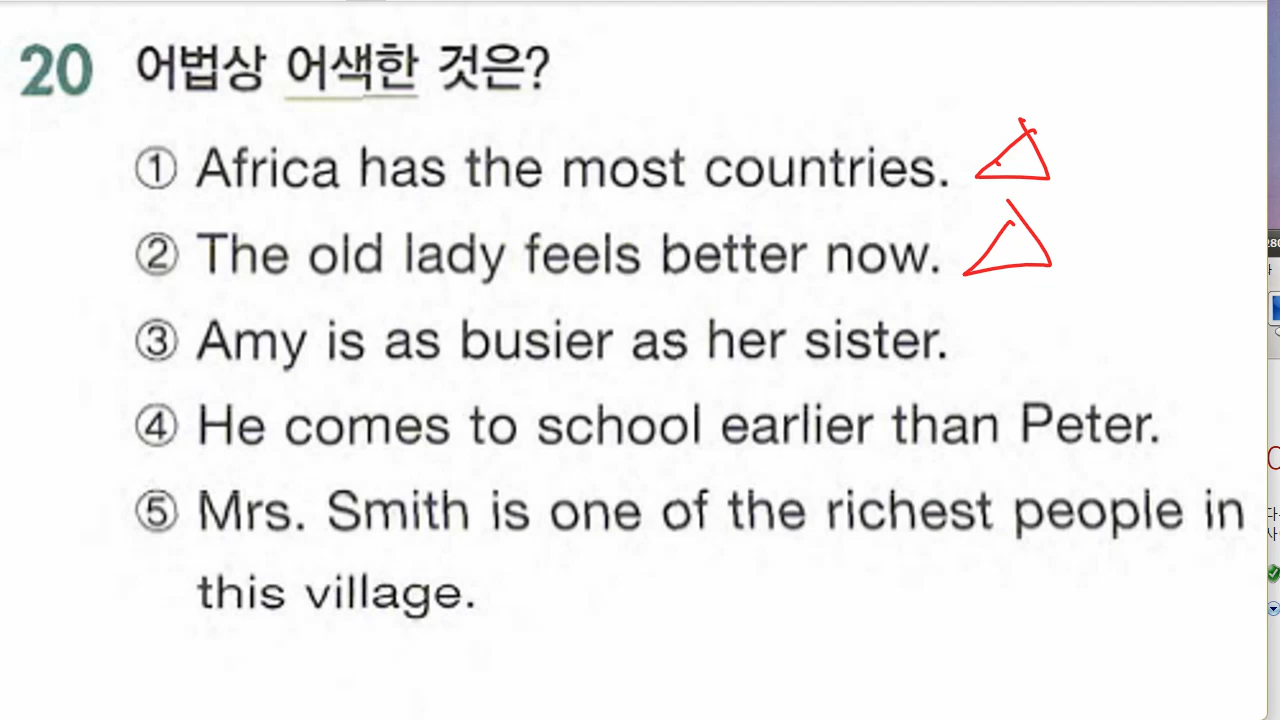 20 어법상 어색한 것은?
① Africa has the most countries.
② The old lady feels better now.
③ Amy is as busier as her sister.
④ He comes to school earlier than Peter.
⑤ Mrs. Smith is one of the richest people in
this village.